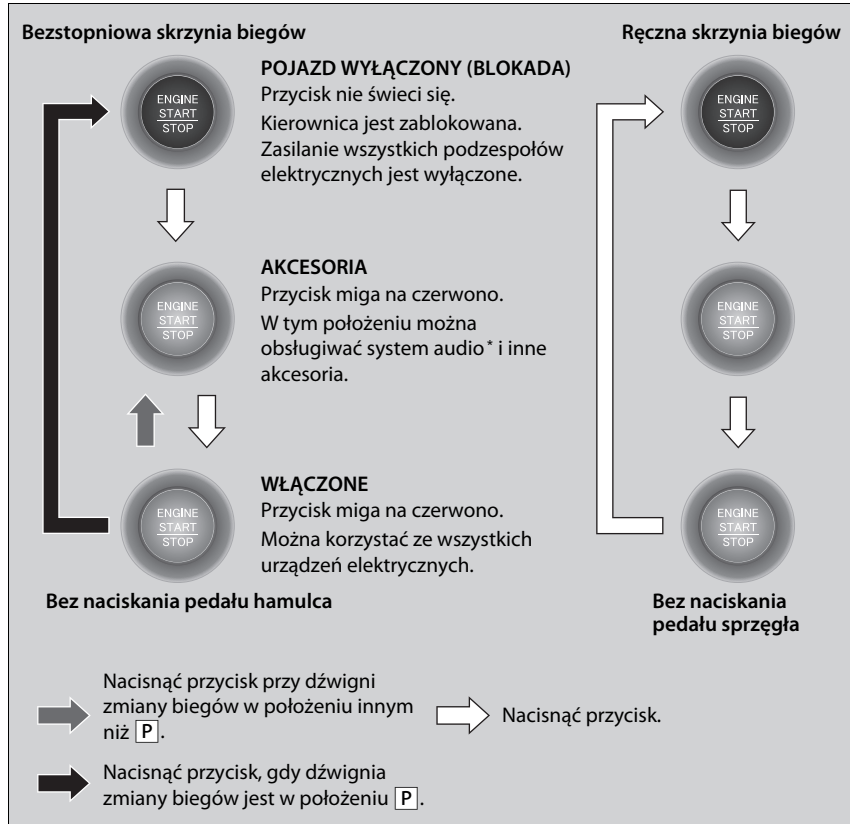 Bezstopniowa skrzynia biegów
Ręczna skrzynia biegów
ENGINE
START
STOP
POJAZD WYŁĄCZONY (BLOKADA)
Przycisk nie świeci się.
Kierownica jest zablokowana.
Zasilanie wszystkich podzespołów
elektrycznych jest wyłączone.
ENGINE
START
STOP
ENGINE
START
STOP
AKCESORIA
Przycisk miga na czerwono.
W tym położeniu można
obsługiwać system audio* i inne
akcesoria.
ENGINE
START
STOP
ENGINE
START
STOP
WŁĄCZONE
Przycisk miga na czerwono.
Można korzystać ze wszystkich
urządzeń elektrycznych.
ENGINE
START
STOP
Bez naciskania pedału hamulca
Bez naciskania
pedału sprzęgła
Nacisnąć przycisk przy dźwigni
zmiany biegów w położeniu innym
niż P.
Nacisnąć przycisk.
Nacisnąć przycisk, gdy dźwignia
zmiany biegów jest w położeniu P.